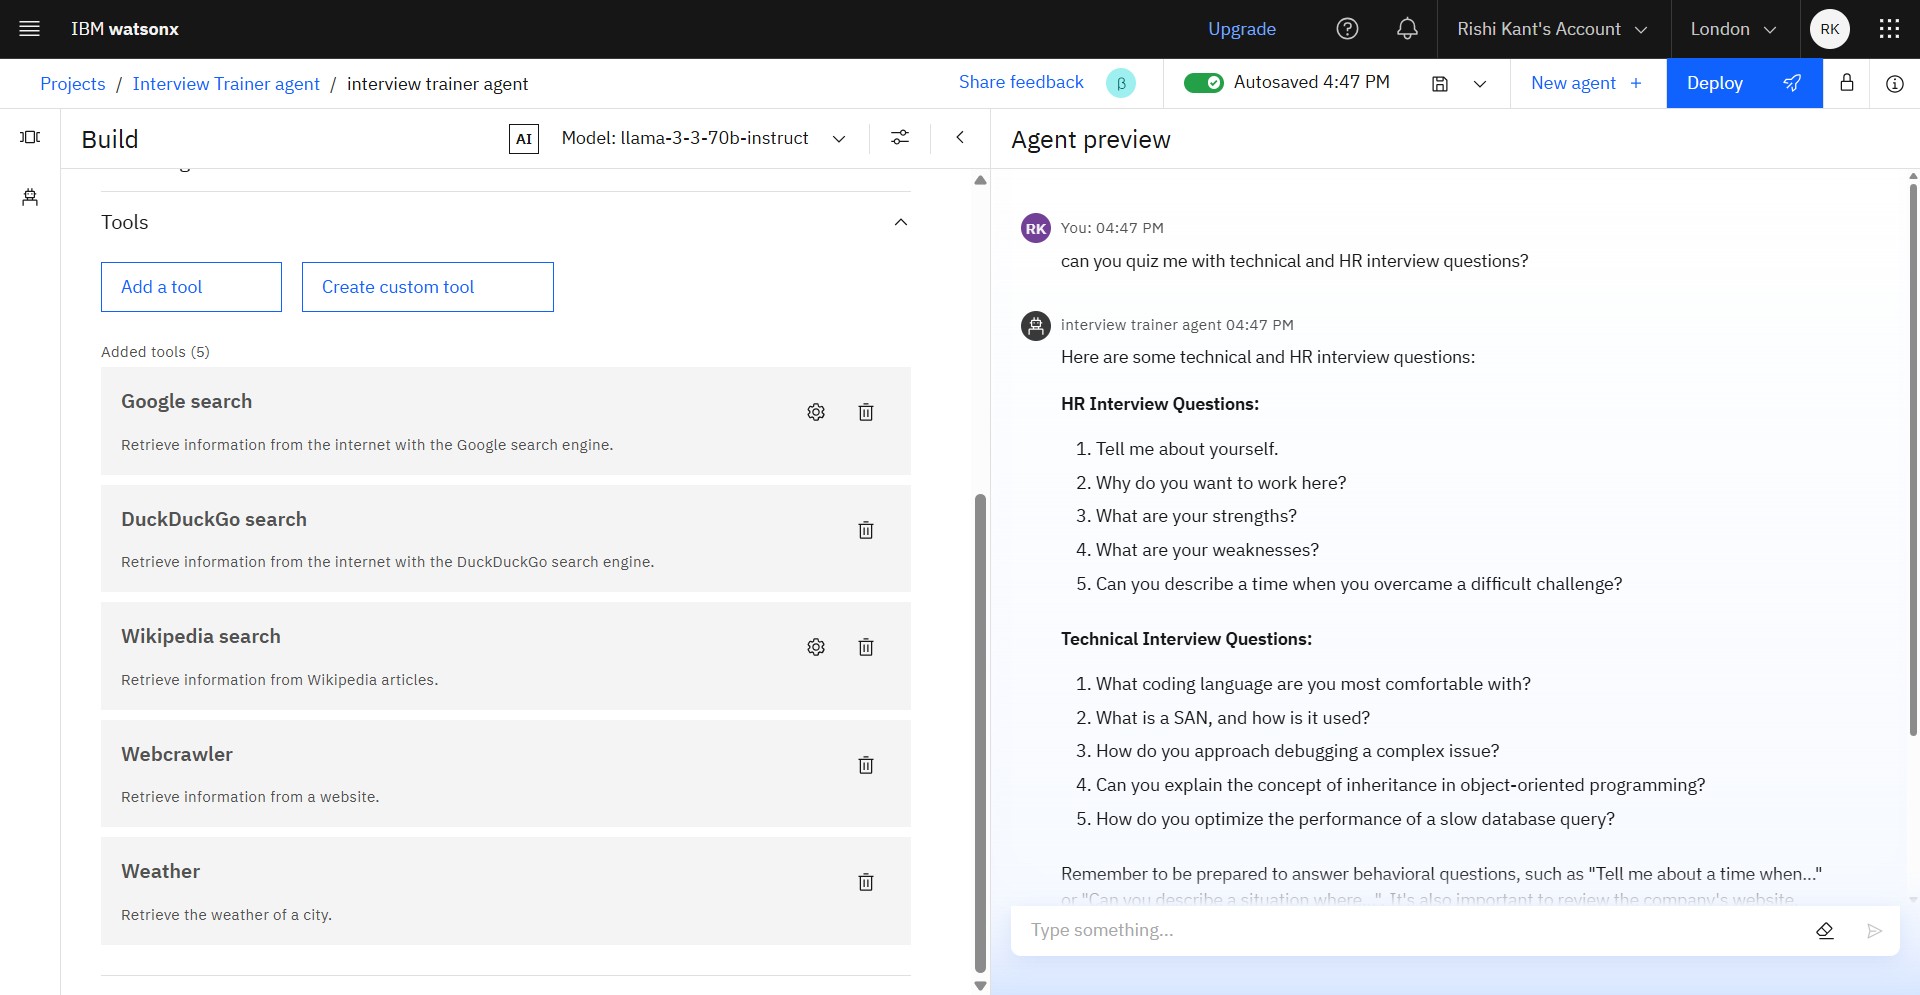 IBM watsonx
Upgrade
Rishi Kant's Account
London
RK
Projects / Interview Trainer agent / interview trainer agent
Share feedback
β
Autosaved 4:47 PM
New agent +
Deploy
Build
AI
Model: llama-3-3-70b-instruct
Tools
Add a tool
Create custom tool
Added tools (5)
Google search
Retrieve information from the internet with the Google search engine.
DuckDuckGo search
Retrieve information from the internet with the DuckDuckGo search engine.
Wikipedia search
Retrieve information from Wikipedia articles.
Webcrawler
Retrieve information from a website.
Weather
Retrieve the weather of a city.
Agent preview
RK
You: 04:47 PM
can you quiz me with technical and HR interview questions?
interview trainer agent 04:47 PM
Here are some technical and HR interview questions:
HR Interview Questions:
1. Tell me about yourself.
2. Why do you want to work here?
3. What are your strengths?
4. What are your weaknesses?
5. Can you describe a time when you overcame a difficult challenge?
Technical Interview Questions:
1. What coding language are you most comfortable with?
2. What is a SAN, and how is it used?
3. How do you approach debugging a complex issue?
4. Can you explain the concept of inheritance in object-oriented programming?
5. How do you optimize the performance of a slow database query?
Remember to be prepared to answer behavioral questions, such as "Tell me about a time when..."
or "Can you describe a situation where...". It's also important to review the company's website
Type something...